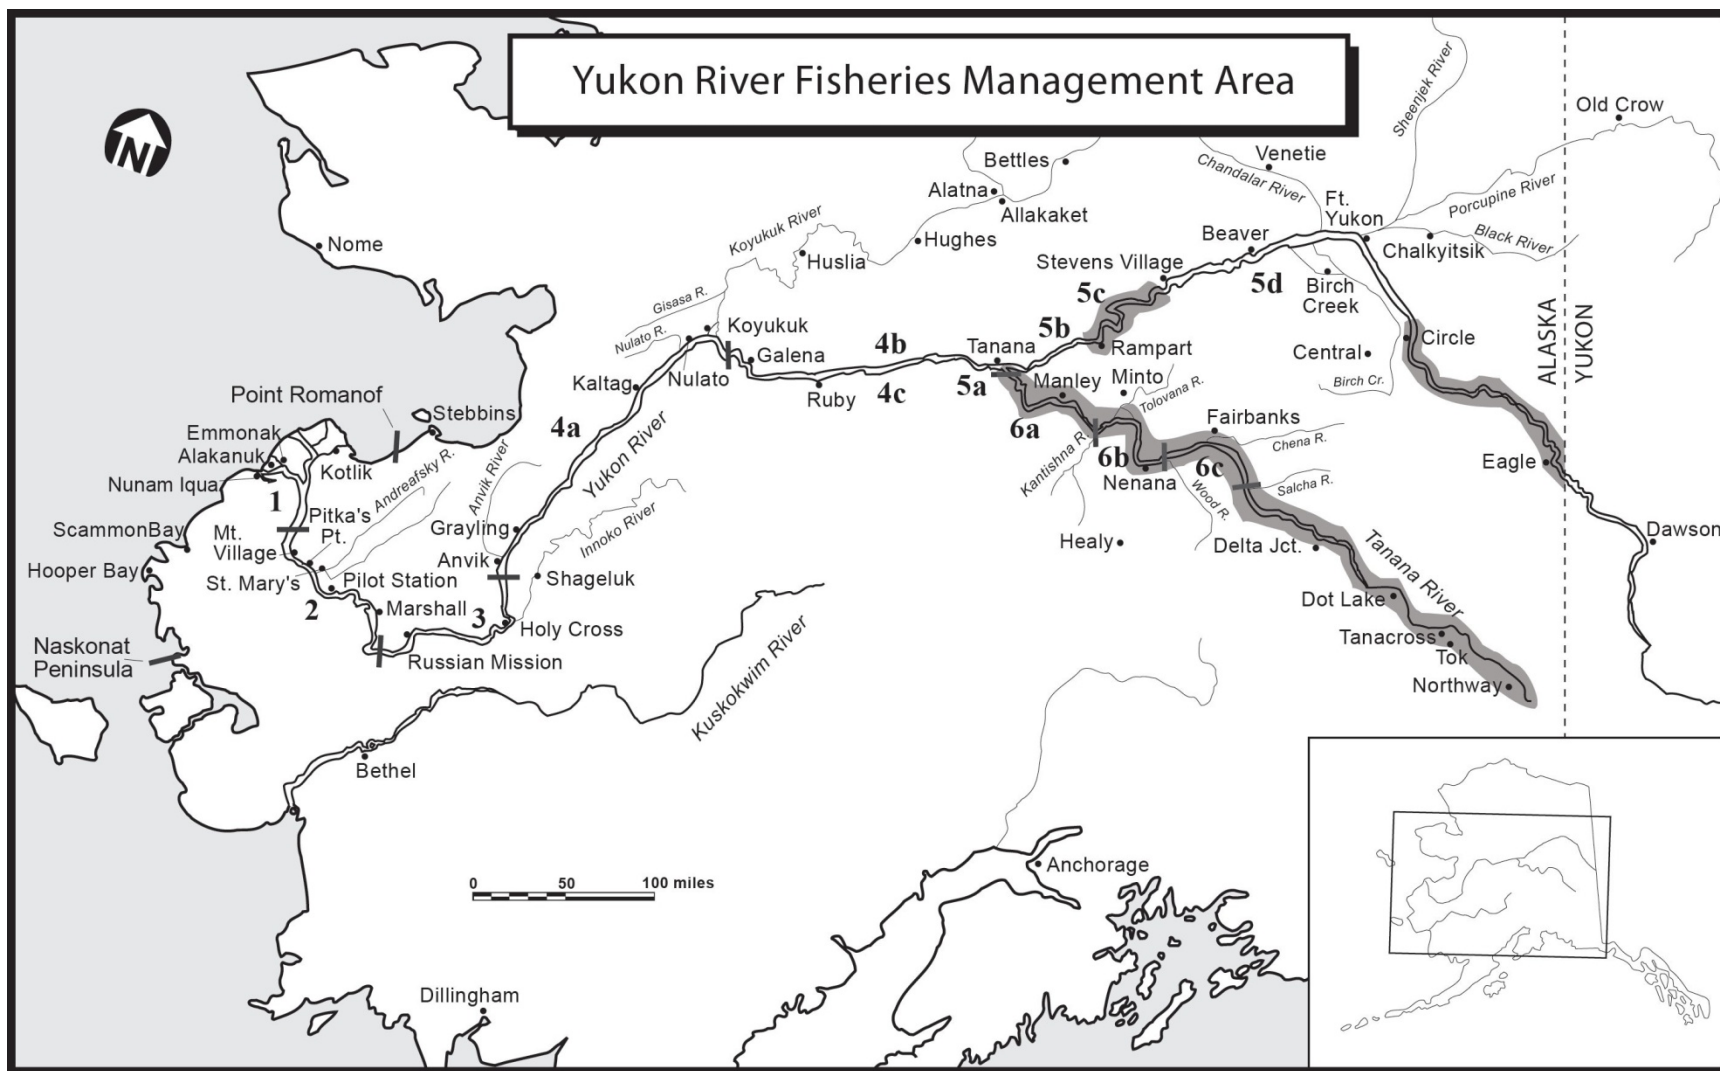 Yukon River Fisheries Management Area
N
Sheenjek River
Old Crow
Venetie
Chandalar River
Bettles
Alatna
Allakaket
Ft.
Yukon
Porcupine River
Black River
Chalkyitsik
Nome
Koyukuk River
Huslia
Hughes
Beaver
Stevens Village
5d
Birch
Creek
5c
Gisasa R.
Nulato R.
Koyukuk
Galena
Nulato
Kaltag
4b
4c
Ruby
Tanana
5a
5b
Rampart
Manley
Minto
Tolovana R.
Central
Circle
Birch Cr.
ALASKA
YUKON
Point Romanof
Stebbins
Emmonak
Alakanuk
Kotlik
Nunam Iqua
4a
Yukon River
6a
Kantishna R.
6b
Nenana
Fairbanks
Chena R.
6c
Wood R.
Salcha R.
Eagle
1
Andreafsky R.
Anvik River
ScammonBay
Mt.
Village
Pitka's
Pt.
Grayling
Innoko River
Anvik
Shageluk
Hooper Bay
St. Mary's
Pilot Station
2
Marshall
3
Holy Cross
Russian Mission
Healy
Delta Jct.
Tanana River
Dawson
Dot Lake
Tanacross
Tok
Northway
Naskonat
Peninsula
Kuskokwim River
Bethel
0
50
100 miles
Anchorage
Dillingham